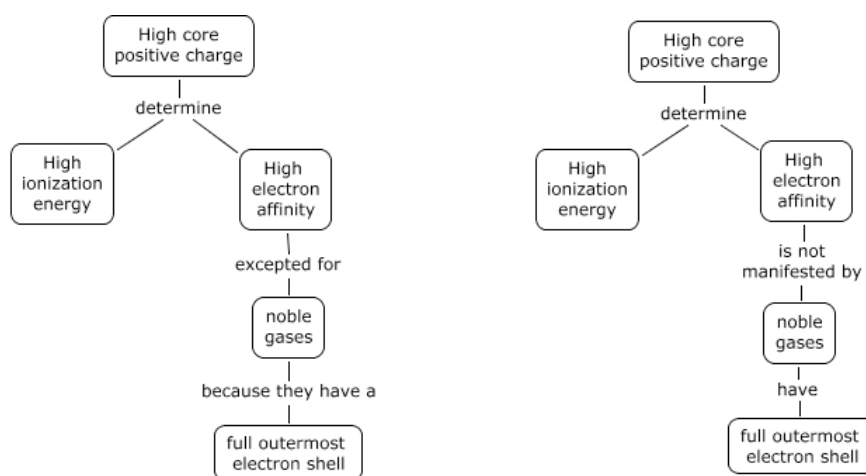 High core
positive charge
determine
High
ionization
energy
High
electron
affinity
excepted for
noble
gases
because they have a
full outermost
electron shell
High core
positive charge
determine
High
ionization
energy
High
electron
affinity
is not
manifested by
noble
gases
have
full outermost
electron shell